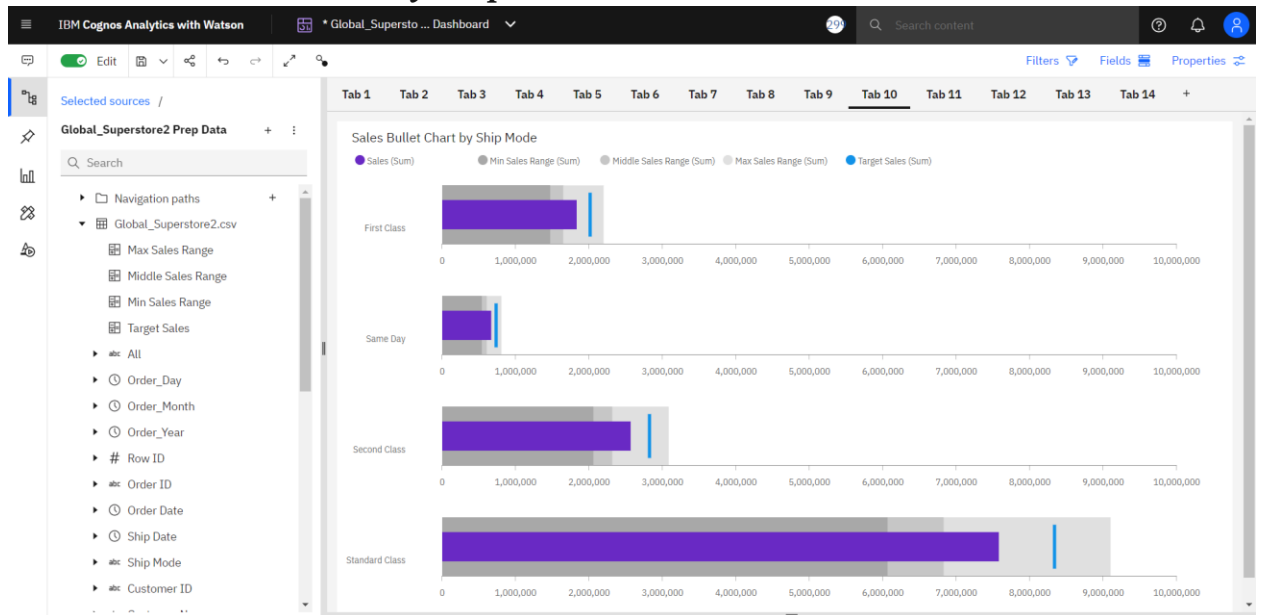 IBM Cognos Analytics with Watson
* Global_Supersto ... Dashboard
Search content
Edit
Filters
Fields
Properties
Selected sources /
Global_Superstore2 Prep Data
Search
Navigation paths
Global_Superstore2.csv
Max Sales Range
Middle Sales Range
Min Sales Range
Target Sales
abc All
Order_Day
Order_Month
Order_Year
# Row ID
abc Order ID
Order Date
Ship Date
abc Ship Mode
abc Customer ID
Tab 1 Tab 2 Tab 3 Tab 4 Tab 5 Tab 6 Tab 7 Tab 8 Tab 9 Tab 10 Tab 11 Tab 12 Tab 13 Tab 14 +
Sales Bullet Chart by Ship Mode
Sales (Sum) Min Sales Range (Sum) Middle Sales Range (Sum) Max Sales Range (Sum) Target Sales (Sum)
First Class
0 1,000,000 2,000,000 3,000,000 4,000,000 5,000,000 6,000,000 7,000,000 8,000,000 9,000,000 10,000,000
Same Day
0 1,000,000 2,000,000 3,000,000 4,000,000 5,000,000 6,000,000 7,000,000 8,000,000 9,000,000 10,000,000
Second Class
0 1,000,000 2,000,000 3,000,000 4,000,000 5,000,000 6,000,000 7,000,000 8,000,000 9,000,000 10,000,000
Standard Class
0 1,000,000 2,000,000 3,000,000 4,000,000 5,000,000 6,000,000 7,000,000 8,000,000 9,000,000 10,000,000